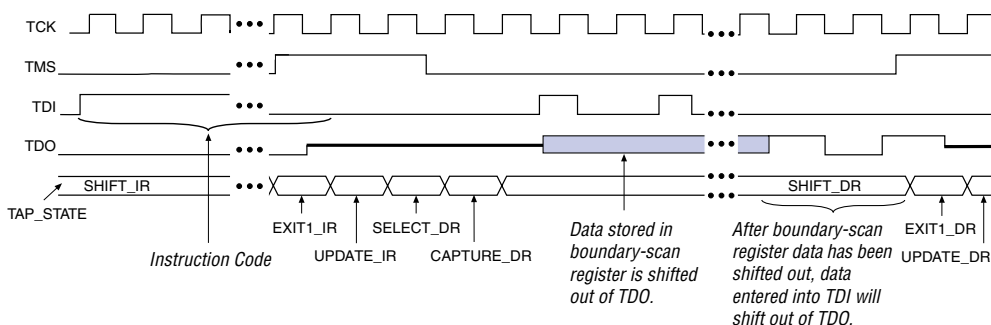 TCK
TMS
TDI
TDO
SHIFT_IR
SHIFT_DR
TAP_STATE
EXIT1_IR
SELECT_DR
EXIT1_DR
Instruction Code
UPDATE_IR
CAPTURE_DR
UPDATE_DR
Data stored in
boundary-scan
register is shifted
out of TDO.
After boundary-scan
register data has been
shifted out, data
entered into TDI will
shift out of TDO.